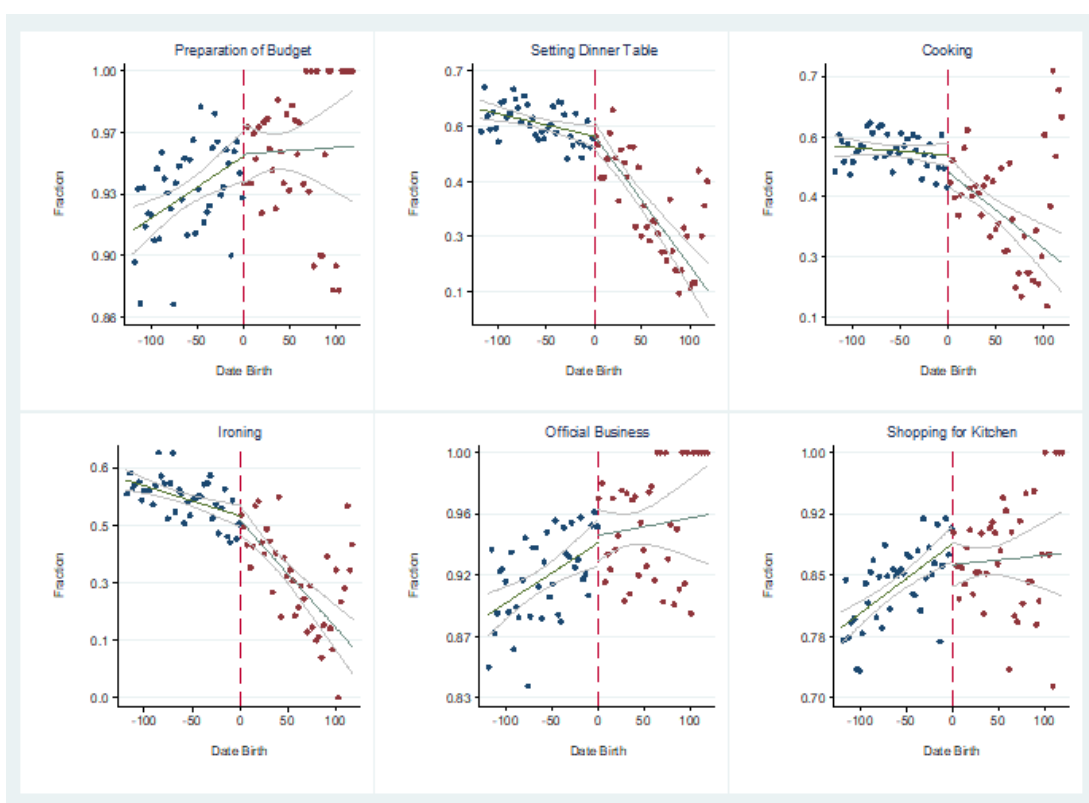 Preparation of Budget
1.00
0.97
0.93
0.90
0.86
Fraction
-100 -50 0 50 100
Date Birth
Setting Dinner Table
0.7
0.6
0.4
0.3
0.1
Fraction
-100 -50 0 50 100
Date Birth
Cooking
0.7
0.6
0.4
0.3
0.1
Fraction
-100 -50 0 50 100
Date Birth
Ironing
0.6
0.5
0.3
0.1
0.0
Fraction
-100 -50 0 50 100
Date Birth
Official Business
1.00
0.96
0.92
0.87
0.83
Fraction
-100 -50 0 50 100
Date Birth
Shopping for Kitchen
1.00
0.92
0.85
0.78
0.70
Fraction
-100 -50 0 50 100
Date Birth